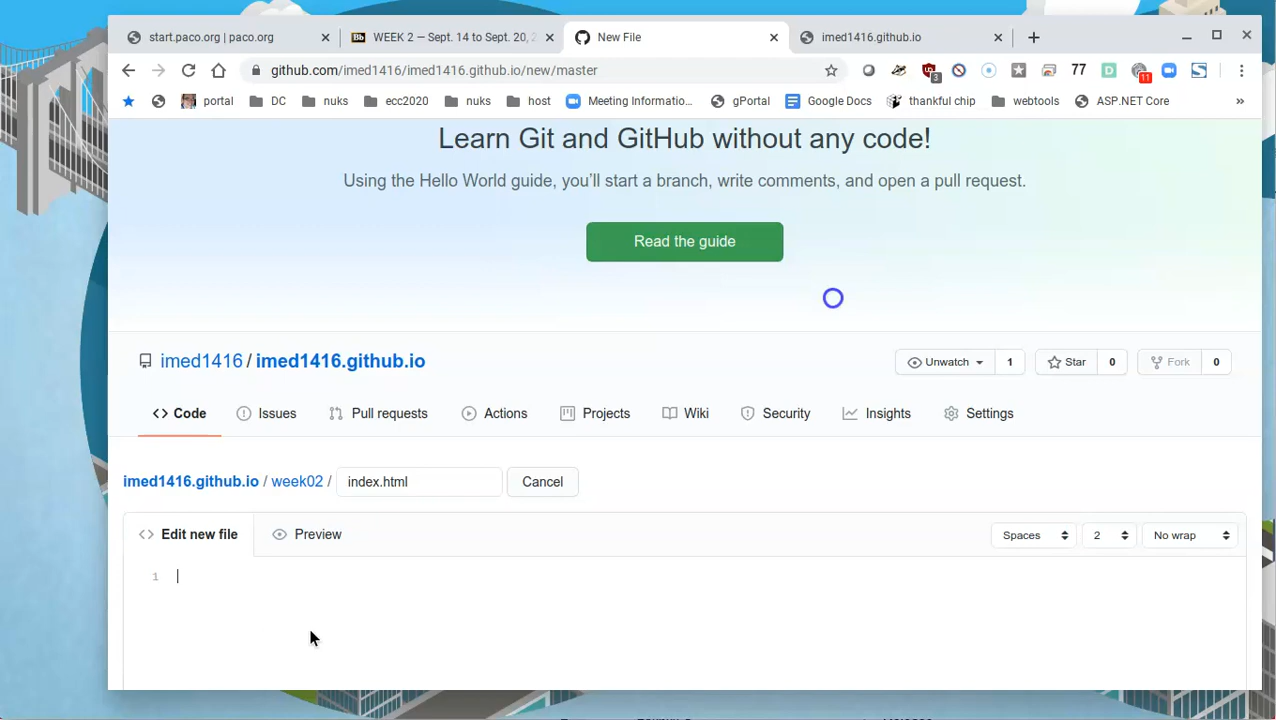 start.paco.org | paco.org
Bb WEEK 2 – Sept. 14 to Sept. 20, 2
New File
imed1416.github.io
github.com/imed1416/imed1416.github.io/new/master
3
77
D
11
S
portal
DC
nuks
ecc2020
nuks
host
Meeting Informatio...
gPortal
Google Docs
thankful chip
webtools
ASP.NET Core
»
Learn Git and GitHub without any code!
Using the Hello World guide, you’ll start a branch, write comments, and open a pull request.
Read the guide
imed1416 / imed1416.github.io
Unwatch 1
Star 0
Fork 0
Code
Issues
Pull requests
Actions
Projects
Wiki
Security
Insights
Settings
imed1416.github.io / week02 / index.html Cancel
Edit new file
Preview
Spaces
2
No wrap
1